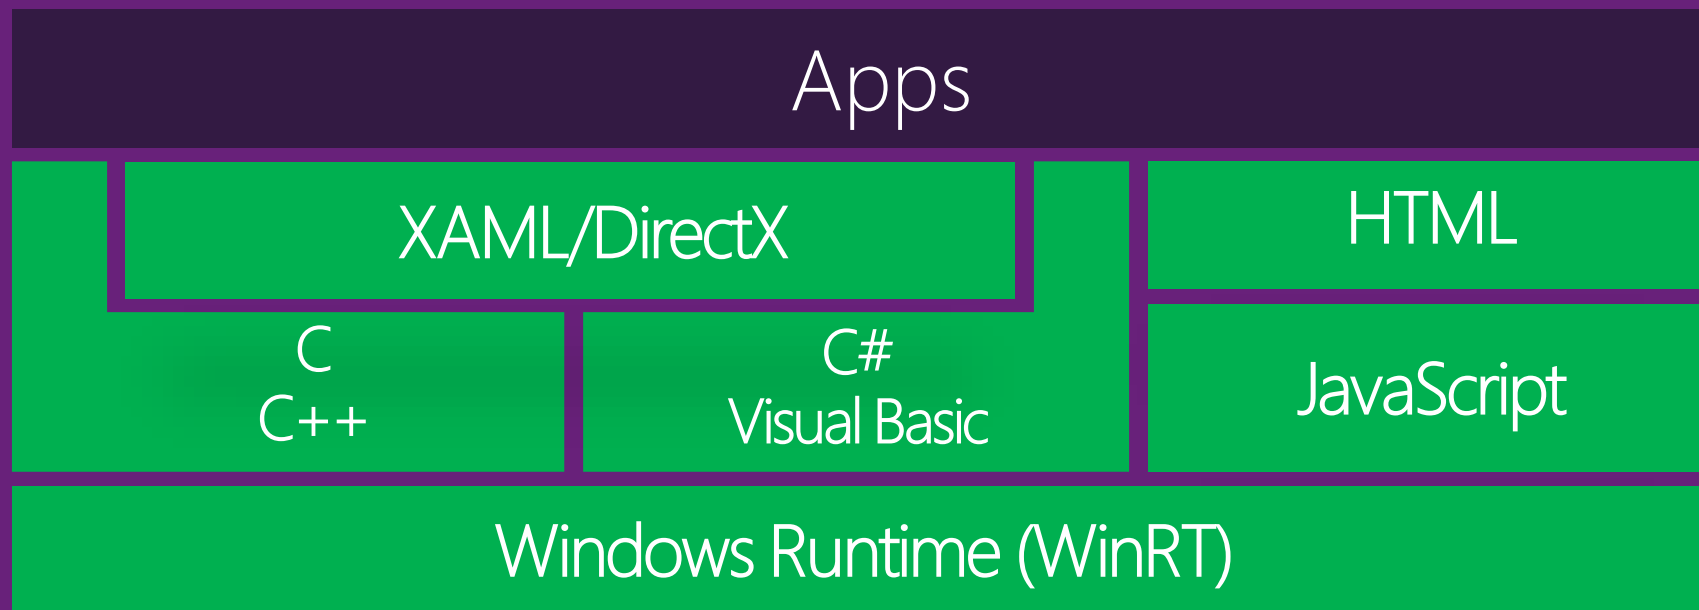 Apps
XAML/DirectX
HTML
C
C++
C#
Visual Basic
JavaScript
Windows Runtime (WinRT)